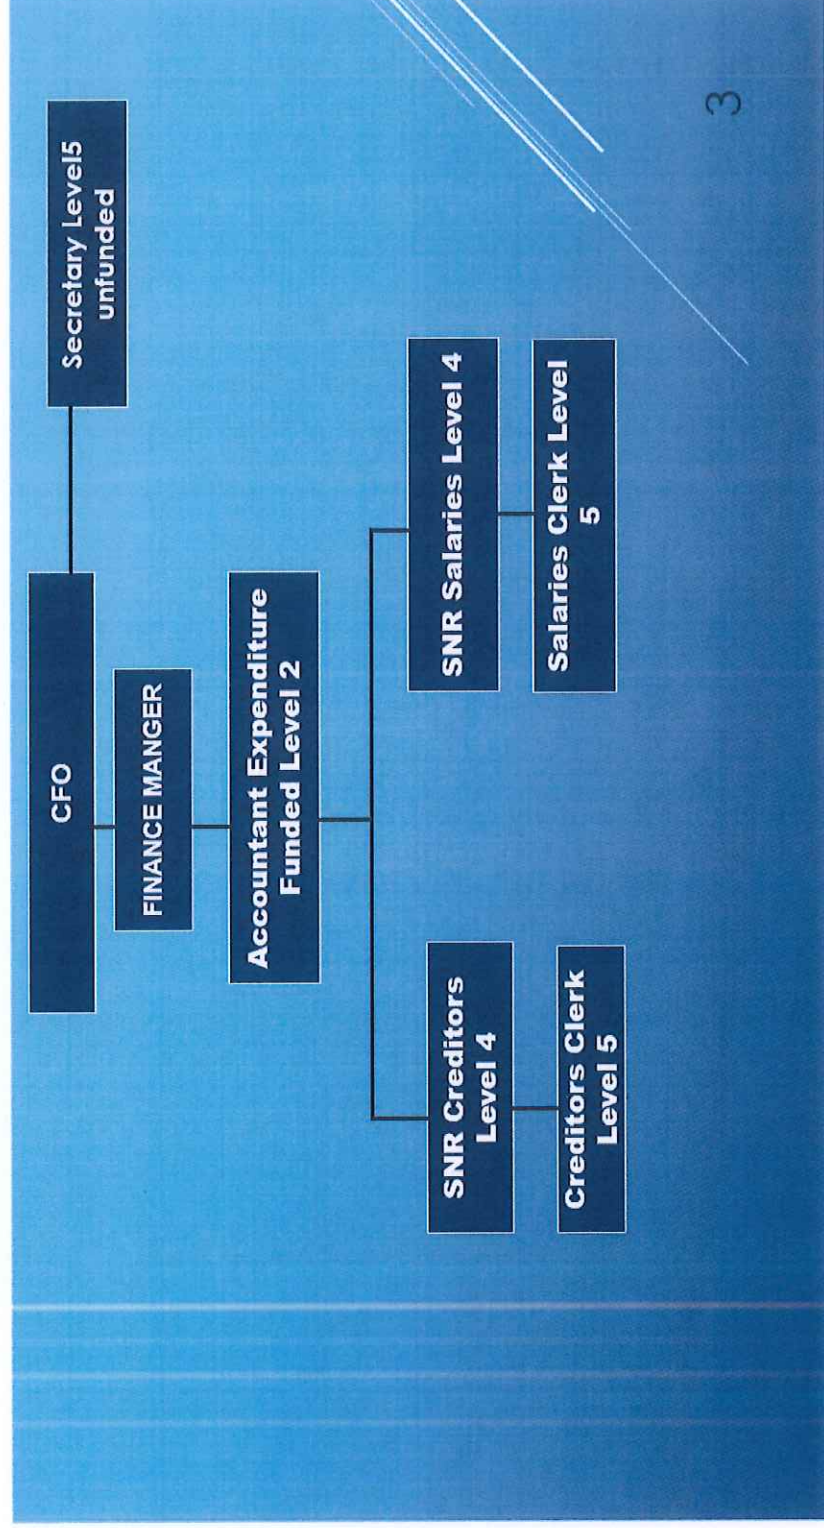 CFO
Secretary Level5
unfunded
FINANCE MANGER
Accountant Expenditure
Funded Level 2
SNR Creditors
Level 4
SNR Salaries Level 4
Creditors Clerk
Level 5
Salaries Clerk Level
5
3